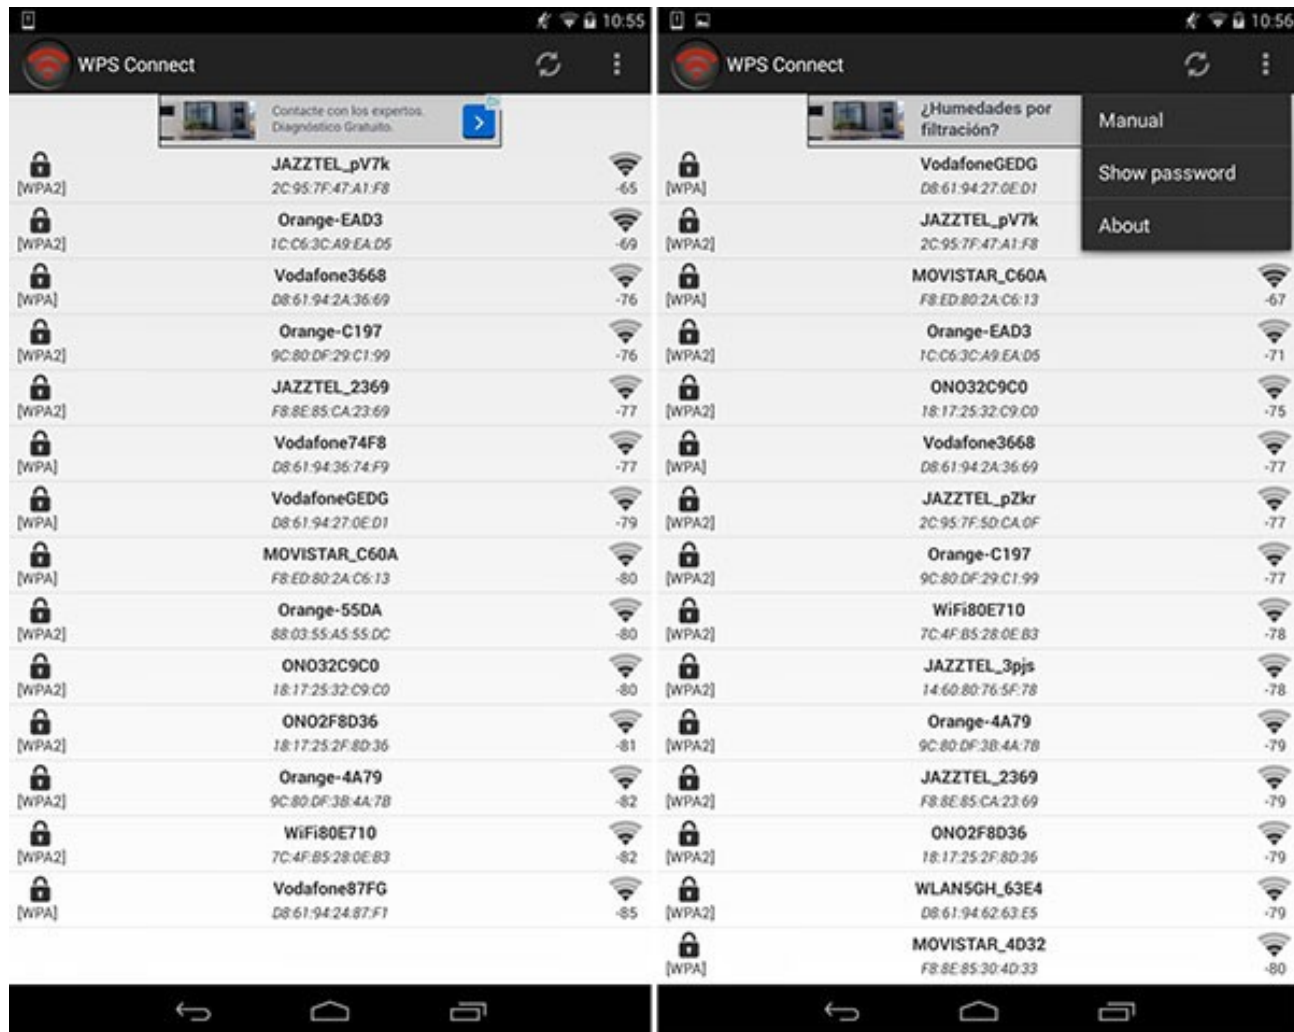 10:55
WPS Connect
Contacte con los expertos.
Diagnóstico Gratuito.
JAZZTEL_pV7k
[WPA2] 2C:95:7F:47:A1:F8 -65
Orange-EAD3
[WPA2] 1C:C6:3C:A9:EA:D5 -69
Vodafone3668
[WPA] D8:61:94:2A:36:69 -76
Orange-C197
[WPA2] 9C:80:DF:29:C1:99 -76
JAZZTEL_2369
[WPA2] F8:8E:85:CA:23:69 -77
Vodafone74F8
[WPA] D8:61:94:36:74:F9 -77
VodafoneGEDG
[WPA] D8:61:94:27:0E:D1 -79
MOVISTAR_C60A
[WPA] F8:ED:80:2A:C6:13 -80
Orange-55DA
[WPA2] 88:03:55:A5:55:DC -80
ONO32C9C0
[WPA2] 18:17:25:32:C9:C0 -80
ONO2F8D36
[WPA2] 18:17:25:2F:8D:36 -81
Orange-4A79
[WPA2] 9C:80:DF:3B:4A:7B -82
WiFi80E710
[WPA2] 7C:4F:B5:28:0E:B3 -82
Vodafone87FG
[WPA] D8:61:94:24:87:F1 -85
10:56
WPS Connect
¿Humedades por
filtración?
Manual
Show password
About
VodafoneGEDG
[WPA] D8:61:94:27:0E:D1
JAZZTEL_pV7k
[WPA2] 2C:95:7F:47:A1:F8
MOVISTAR_C60A
[WPA] F8:ED:80:2A:C6:13 -67
Orange-EAD3
[WPA2] 1C:C6:3C:A9:EA:D5 -71
ONO32C9C0
[WPA2] 18:17:25:32:C9:C0 -75
Vodafone3668
[WPA] D8:61:94:2A:36:69 -77
JAZZTEL_pZkr
[WPA2] 2C:95:7F:5D:CA:0F -77
Orange-C197
[WPA2] 9C:80:DF:29:C1:99 -77
WiFi80E710
[WPA2] 7C:4F:B5:28:0E:B3 -78
JAZZTEL_3pjs
[WPA2] 14:60:80:76:5F:78 -78
Orange-4A79
[WPA2] 9C:80:DF:3B:4A:7B -79
JAZZTEL_2369
[WPA2] F8:8E:85:CA:23:69 -79
ONO2F8D36
[WPA2] 18:17:25:2F:8D:36 -79
WLAN5GH_63E4
[WPA2] D8:61:94:62:63:E5 -79
MOVISTAR_4D32
[WPA] F8:8E:85:30:4D:33 -80